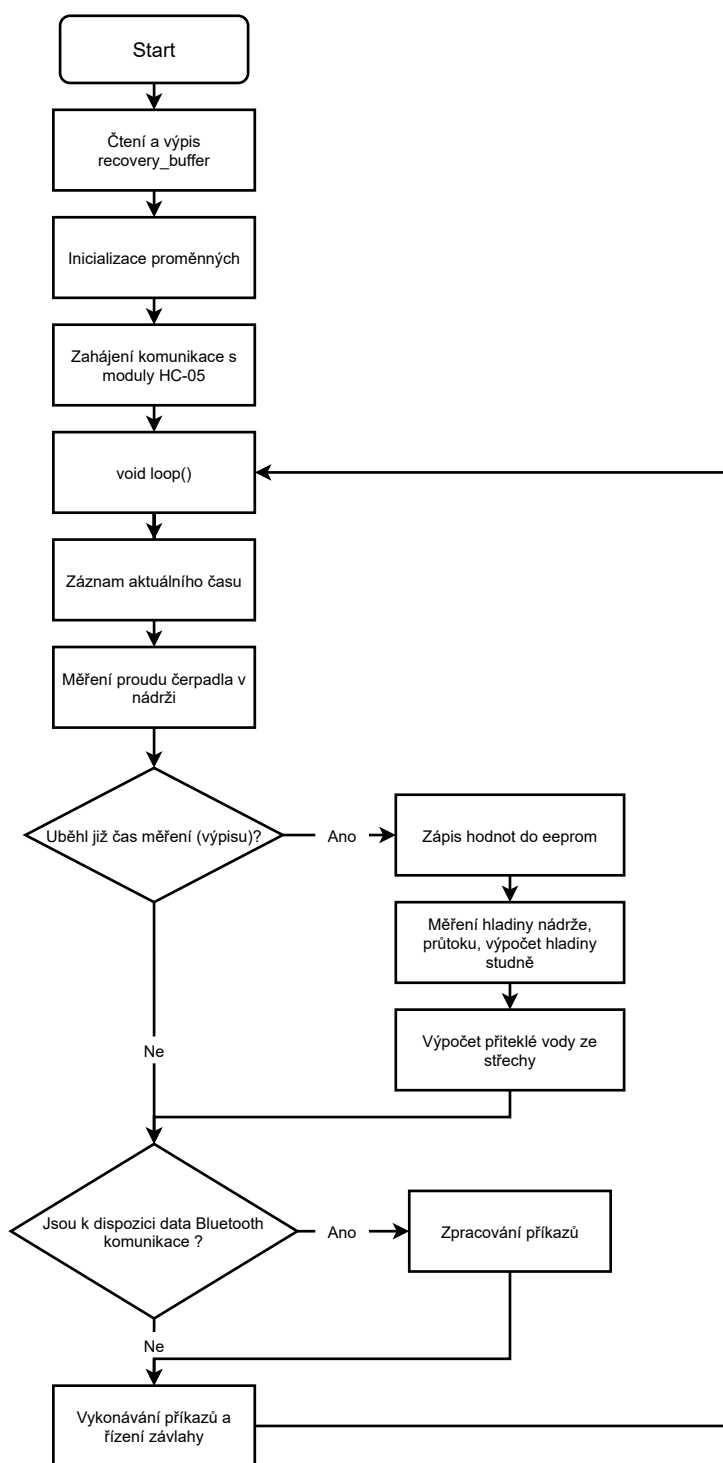 Start
Čtení a výpis
recovery_buffer
Inicializace proměnných
Zahájení komunikace s
moduly HC-05
void loop()
Záznam aktuálního času
Měření proudu čerpadla v
nádrži
Uběhl již čas měření (výpisu)?
Ano
Zápis hodnot do eeprom
Měření hladiny nádrže,
průtoku, výpočet hladiny
studně
Výpočet přiteklé vody ze
střechy
Ne
Jsou k dispozici data Bluetooth
komunikace ?
Ano
Zpracování příkazů
Ne
Vykonávání příkazů a
řízení závlahy